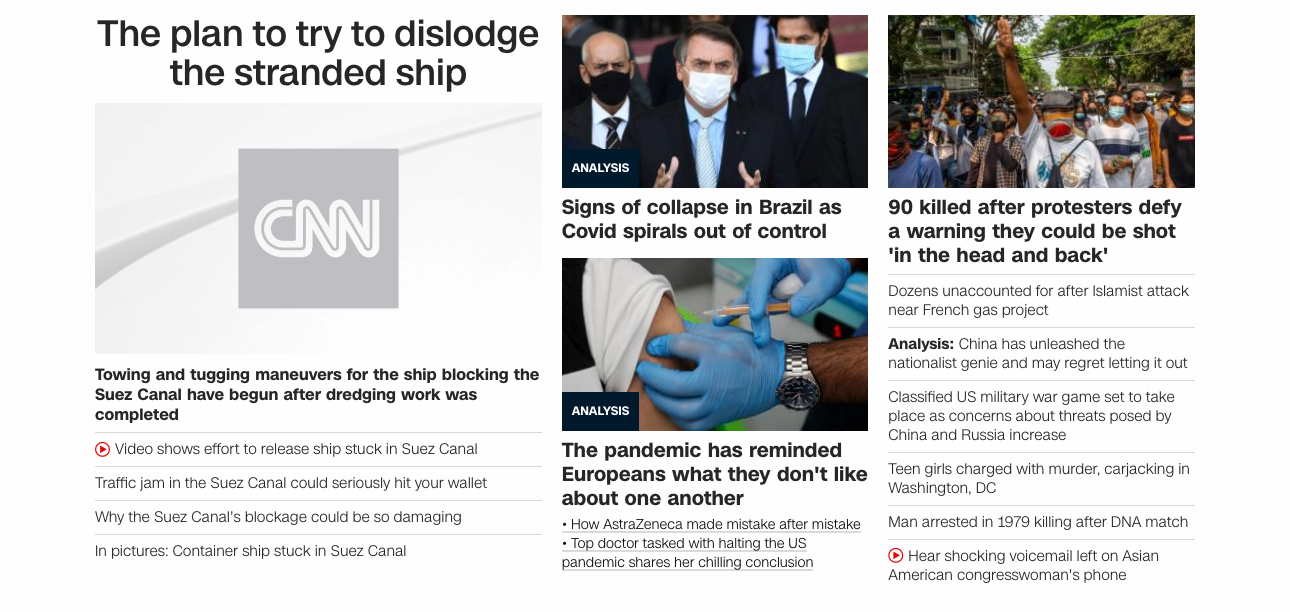 The plan to try to dislodge
the stranded ship
CNN
Towing and tugging maneuvers for the ship blocking the
Suez Canal have begun after dredging work was
completed
Video shows effort to release ship stuck in Suez Canal
Traffic jam in the Suez Canal could seriously hit your wallet
Why the Suez Canal's blockage could be so damaging
In pictures: Container ship stuck in Suez Canal
ANALYSIS
Signs of collapse in Brazil as
Covid spirals out of control
ANALYSIS
The pandemic has reminded
Europeans what they don't like
about one another
• How AstraZeneca made mistake after mistake
• Top doctor tasked with halting the US
pandemic shares her chilling conclusion
90 killed after protesters defy
a warning they could be shot
'in the head and back'
Dozens unaccounted for after Islamist attack
near French gas project
Analysis: China has unleashed the
nationalist genie and may regret letting it out
Classified US military war game set to take
place as concerns about threats posed by
China and Russia increase
Teen girls charged with murder, carjacking in
Washington, DC
Man arrested in 1979 killing after DNA match
Hear shocking voicemail left on Asian
American congresswoman's phone